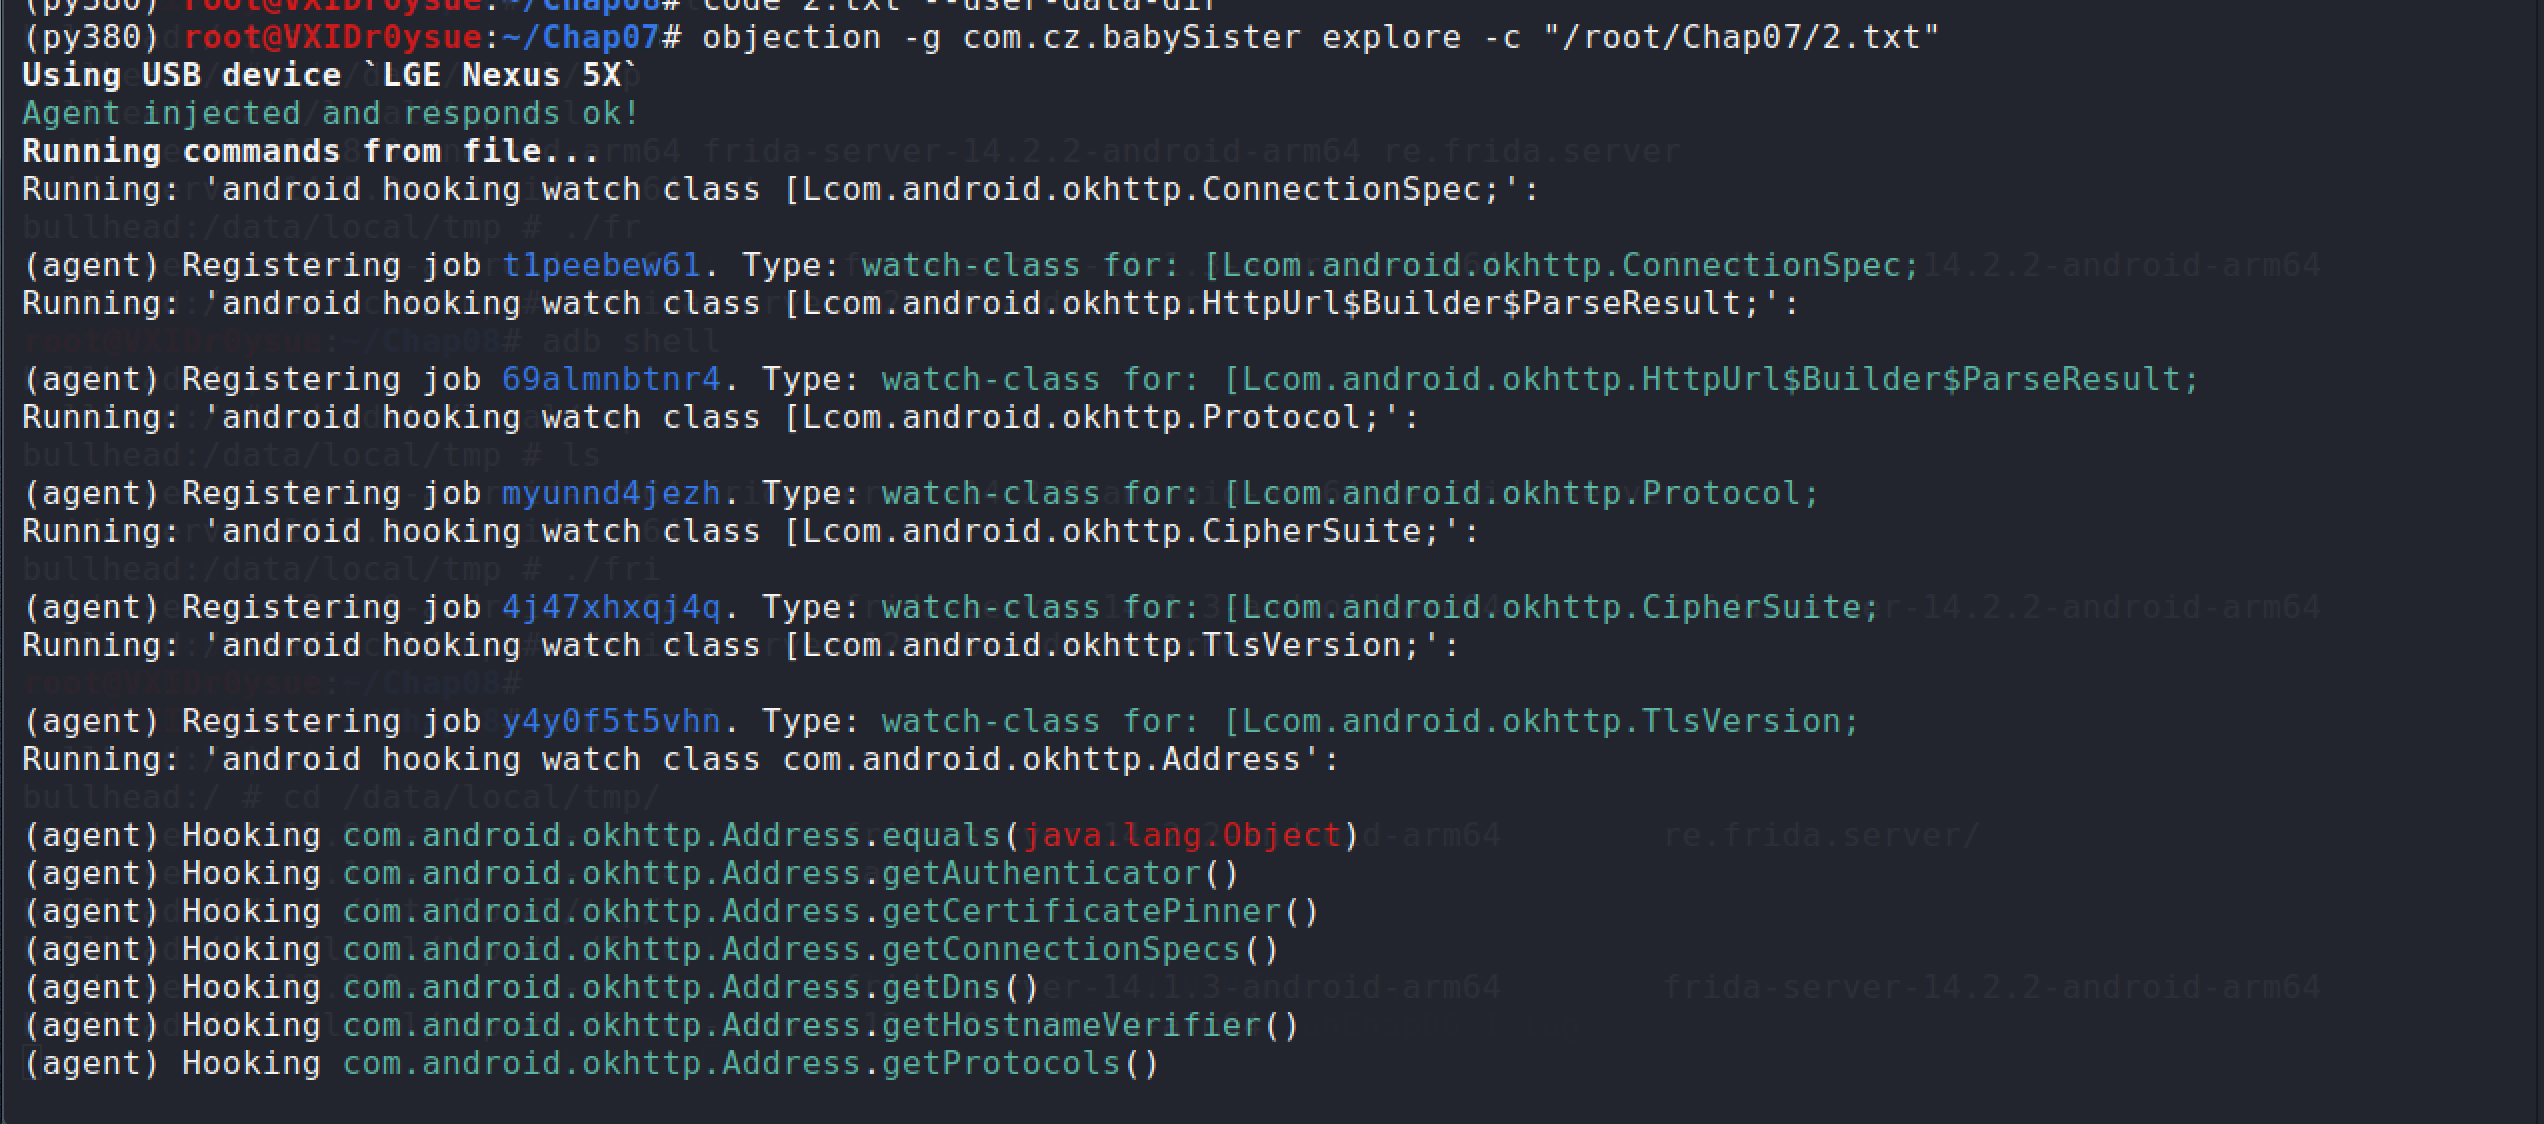 (py380) root@VXIDr0ysue:~/Chap08# code 2.txt --user-data-dir
(py380) root@VXIDr0ysue:~/Chap07# objection -g com.cz.babySister explore -c "/root/Chap07/2.txt"
Using USB device `LGE Nexus 5X`
Agent injected and responds ok!
Running commands from file...
Running: 'android hooking watch class [Lcom.android.okhttp.ConnectionSpec;':
(agent) Registering job t1peebew61. Type: watch-class for: [Lcom.android.okhttp.ConnectionSpec;
Running: 'android hooking watch class [Lcom.android.okhttp.HttpUrl$Builder$ParseResult;':
(agent) Registering job 69almnbtnr4. Type: watch-class for: [Lcom.android.okhttp.HttpUrl$Builder$ParseResult;
Running: 'android hooking watch class [Lcom.android.okhttp.Protocol;':
(agent) Registering job myunnd4jezh. Type: watch-class for: [Lcom.android.okhttp.Protocol;
Running: 'android hooking watch class [Lcom.android.okhttp.CipherSuite;':
(agent) Registering job 4j47xhxqj4q. Type: watch-class for: [Lcom.android.okhttp.CipherSuite;
Running: 'android hooking watch class [Lcom.android.okhttp.TlsVersion;':
(agent) Registering job y4y0f5t5vhn. Type: watch-class for: [Lcom.android.okhttp.TlsVersion;
Running: 'android hooking watch class com.android.okhttp.Address':
(agent) Hooking com.android.okhttp.Address.equals(java.lang.Object)
(agent) Hooking com.android.okhttp.Address.getAuthenticator()
(agent) Hooking com.android.okhttp.Address.getCertificatePinner()
(agent) Hooking com.android.okhttp.Address.getConnectionSpecs()
(agent) Hooking com.android.okhttp.Address.getDns()
(agent) Hooking com.android.okhttp.Address.getHostnameVerifier()
(agent) Hooking com.android.okhttp.Address.getProtocols()